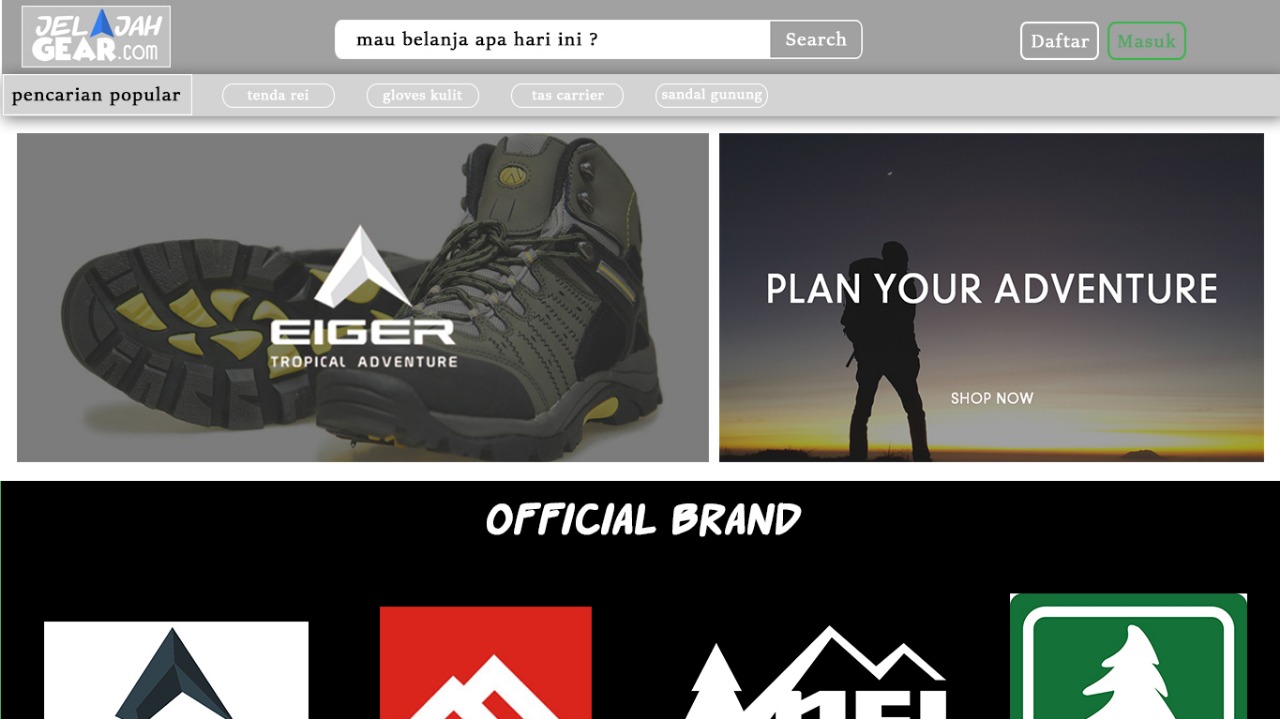 JELAJAH
GEAR.com
mau belanja apa hari ini ?
Search
Daftar
Masuk
pencarian popular
tenda rei
gloves kulit
tas carrier
sandal gunung
EIGER
TROPICAL ADVENTURE
PLAN YOUR ADVENTURE
SHOP NOW
OFFICIAL BRAND